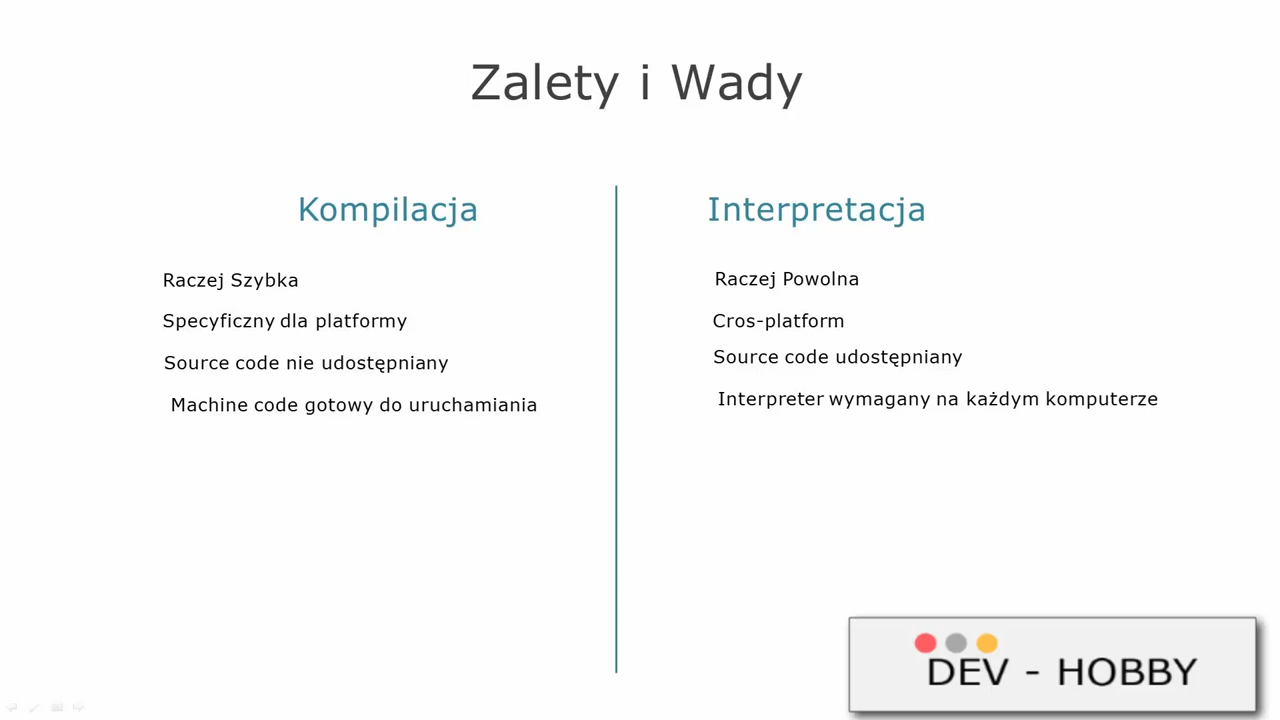 Zalety i Wady
Kompilacja
Raczej Szybka
Specyficzny dla platformy
Source code nie udostępniany
Machine code gotowy do uruchamiania
Interpretacja
Raczej Powolna
Cros-platform
Source code udostępniany
Interpreter wymagany na każdym komputerze
DEV - HOBBY